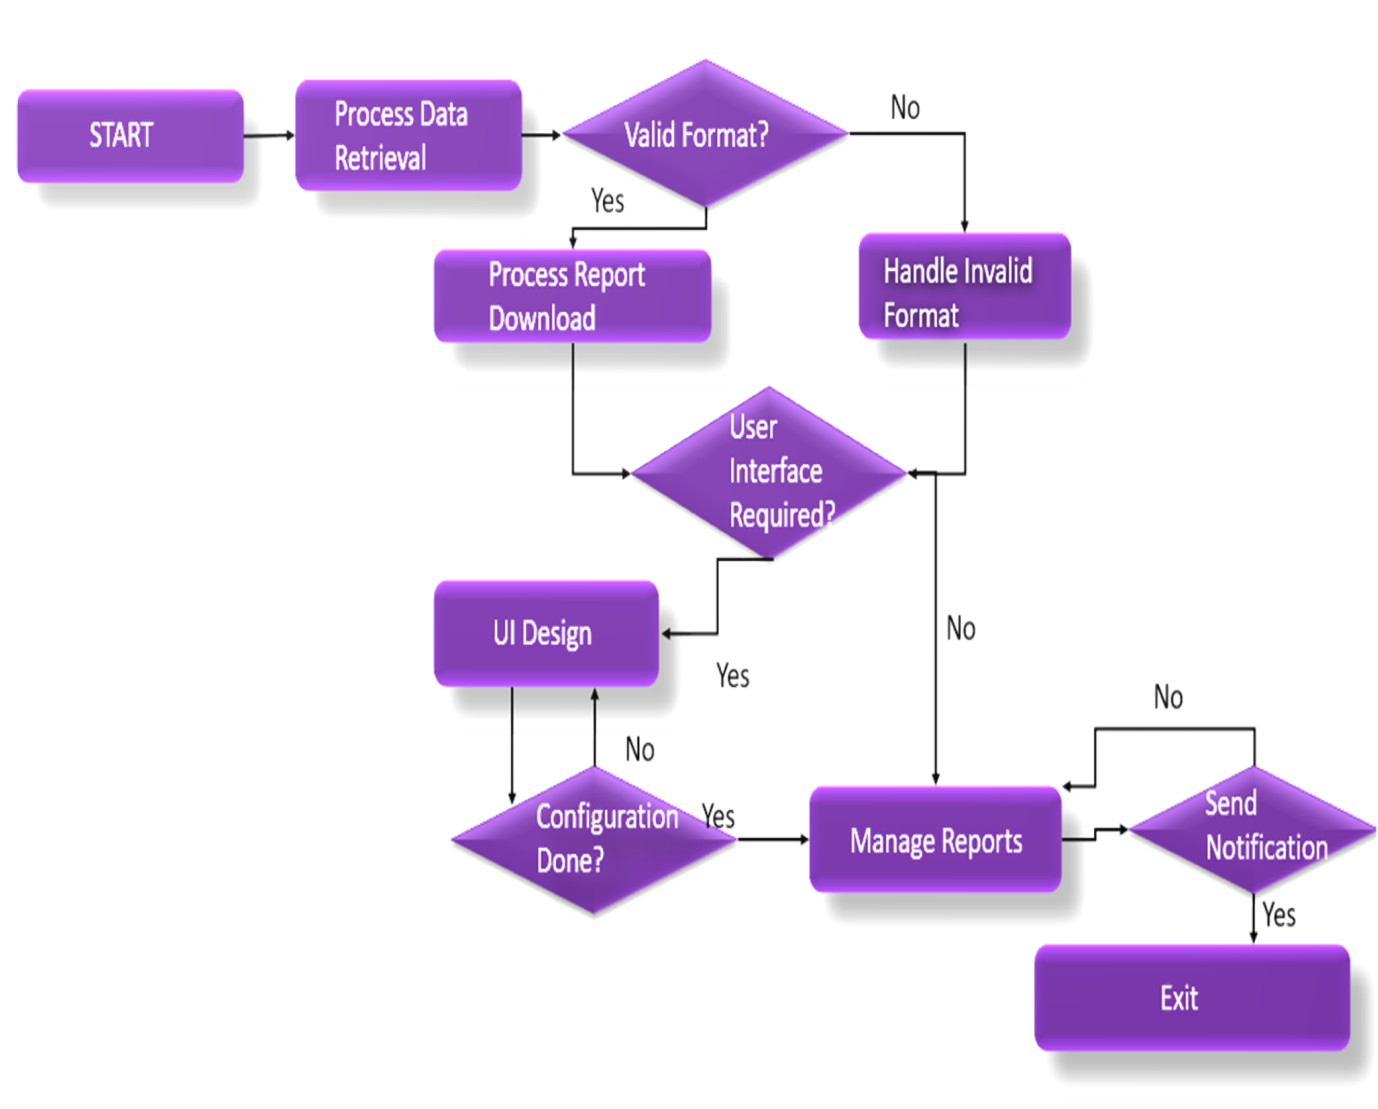 START
Process Data
Retrieval
Valid Format?
No
Yes
Process Report
Download
Handle Invalid
Format
User
Interface
Required?
UI Design
Yes
No
No
Configuration
Done?
Yes
Manage Reports
No
Send
Notification
Yes
Exit